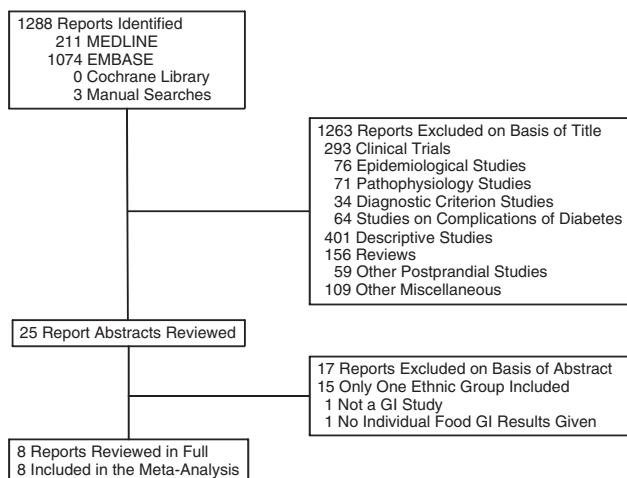 1288 Reports Identified
211 MEDLINE
1074 EMBASE
0 Cochrane Library
3 Manual Searches
1263 Reports Excluded on Basis of Title
293 Clinical Trials
76 Epidemiological Studies
71 Pathophysiology Studies
34 Diagnostic Criterion Studies
64 Studies on Complications of Diabetes
401 Descriptive Studies
156 Reviews
59 Other Postprandial Studies
109 Other Miscellaneous
25 Report Abstracts Reviewed
17 Reports Excluded on Basis of Abstract
15 Only One Ethnic Group Included
1 Not a GI Study
1 No Individual Food GI Results Given
8 Reports Reviewed in Full
8 Included in the Meta-Analysis